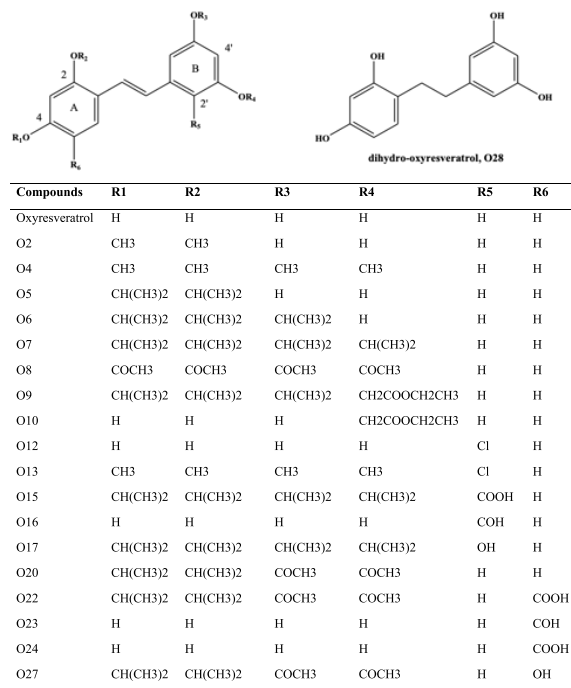 OR3
4'
OR2
2
B
A
OR4
4
2'
R1O
R5
R6
OH
OH
OH
HO
dihydro-oxyresveratrol, O28
Compounds R1 R2 R3 R4 R5 R6
Oxyresveratrol H H H H H H
O2 CH3 CH3 H H H H
O4 CH3 CH3 CH3 CH3 H H
O5 CH(CH3)2 CH(CH3)2 H H H H
O6 CH(CH3)2 CH(CH3)2 CH(CH3)2 H H H
O7 CH(CH3)2 CH(CH3)2 CH(CH3)2 CH(CH3)2 H H
O8 COCH3 COCH3 COCH3 COCH3 H H
O9 CH(CH3)2 CH(CH3)2 CH(CH3)2 CH2COOCH2CH3 H H
O10 H H H CH2COOCH2CH3 H H
O12 H H H H Cl H
O13 CH3 CH3 CH3 CH3 Cl H
O15 CH(CH3)2 CH(CH3)2 CH(CH3)2 CH(CH3)2 COOH H
O16 H H H H COH H
O17 CH(CH3)2 CH(CH3)2 CH(CH3)2 CH(CH3)2 OH H
O20 CH(CH3)2 CH(CH3)2 COCH3 COCH3 H H
O22 CH(CH3)2 CH(CH3)2 COCH3 COCH3 H COOH
O23 H H H H H COH
O24 H H H H H COOH
O27 CH(CH3)2 CH(CH3)2 COCH3 COCH3 H OH